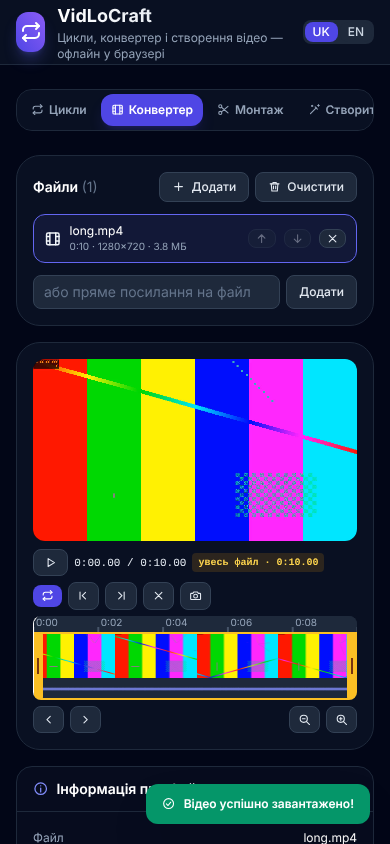 VidLoCraft
Цикли, конвертер і створення відео —
офлайн у браузері
UK
EN
Цикли
Конвертер
Монтаж
Створит
Файли (1)
Додати
Очистити
long.mp4
0:10 · 1280×720 · 3.8 МБ
або пряме посилання на файл
Додати
0:00.00 / 0:10.00
увесь файл · 0:10.00
0:00
0:02
0:04
0:06
0:08
Інформація
Відео успішно завантажено!
Файл
long.mp4